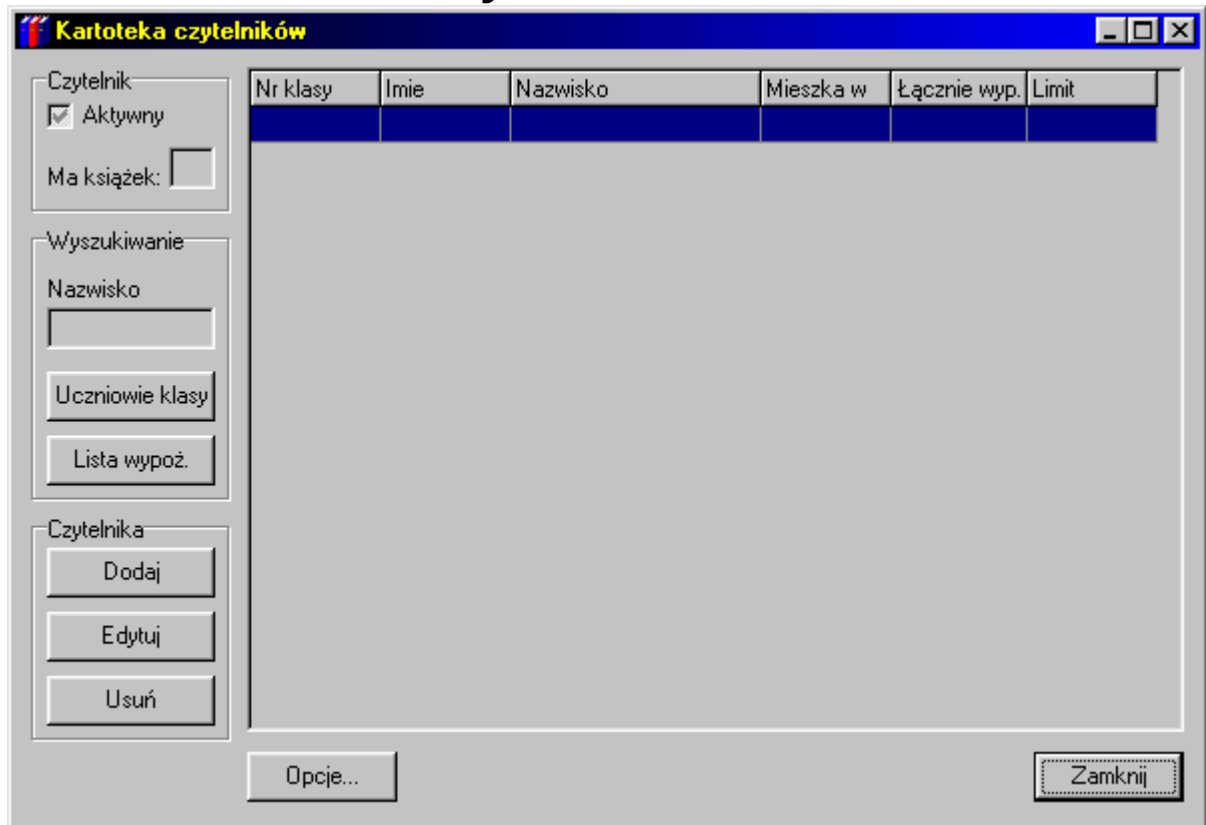 Kartoteka czytelników
Czytelnik
Aktywny
Ma książek:
Wyszukiwanie
Nazwisko
Uczniowie klasy
Lista wypoż.
Czytelnika
Dodaj
Edytuj
Usuń
Nr klasy Imie Nazwisko Mieszka w Łącznie wyp. Limit
Opcje... Zamknij